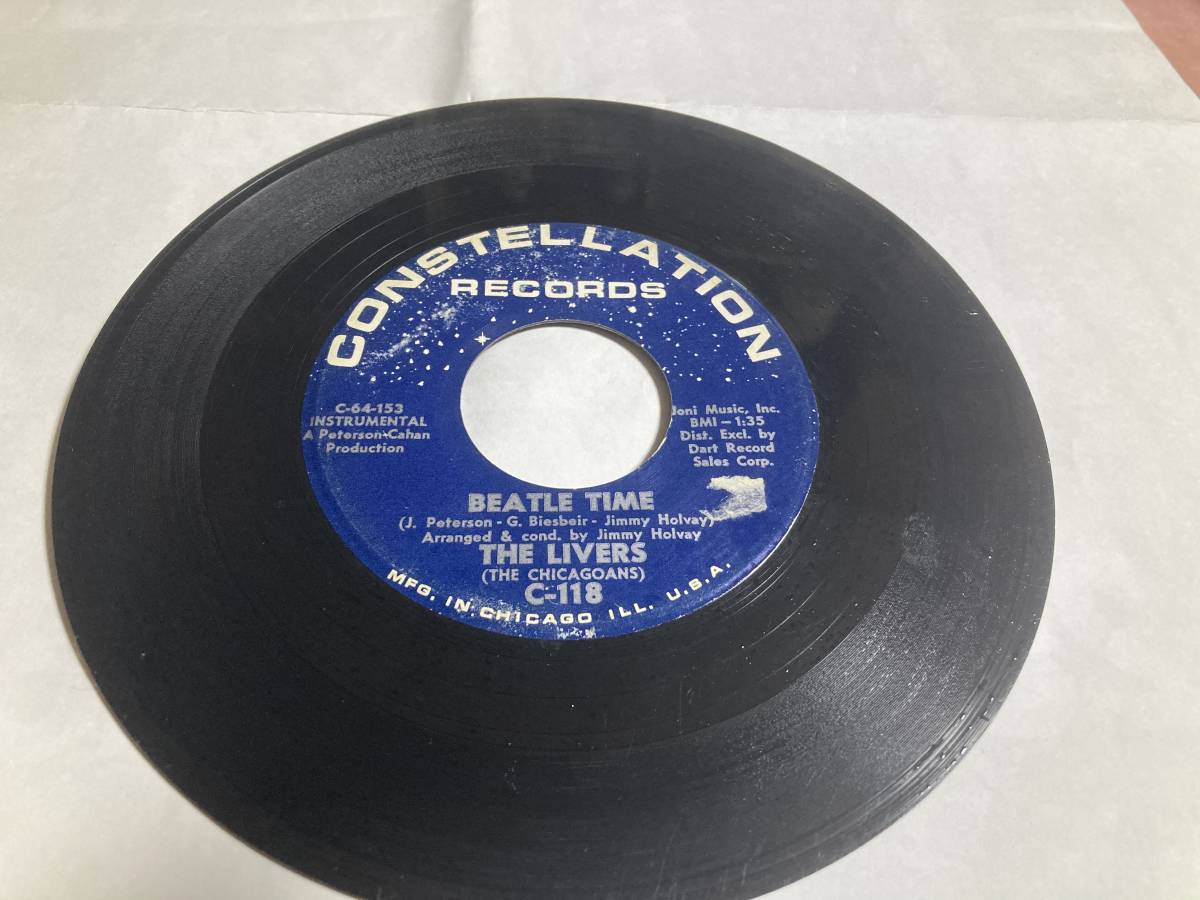 CONSTELLATION
RECORDS
C-64-153
INSTRUMENTAL
A Peterson-Cahan
Production
Joni Music, Inc.
BMI - 1:35
Dist. Excl. by
Dart Record
Sales Corp.
BEATLE TIME
(J. Peterson - G. Biesbeir - Jimmy Holvay)
Arranged & cond. by Jimmy Holvay
THE LIVERS
(THE CHICAGOANS)
C-118
MFG. IN CHICAGO ILL. U.S.A.